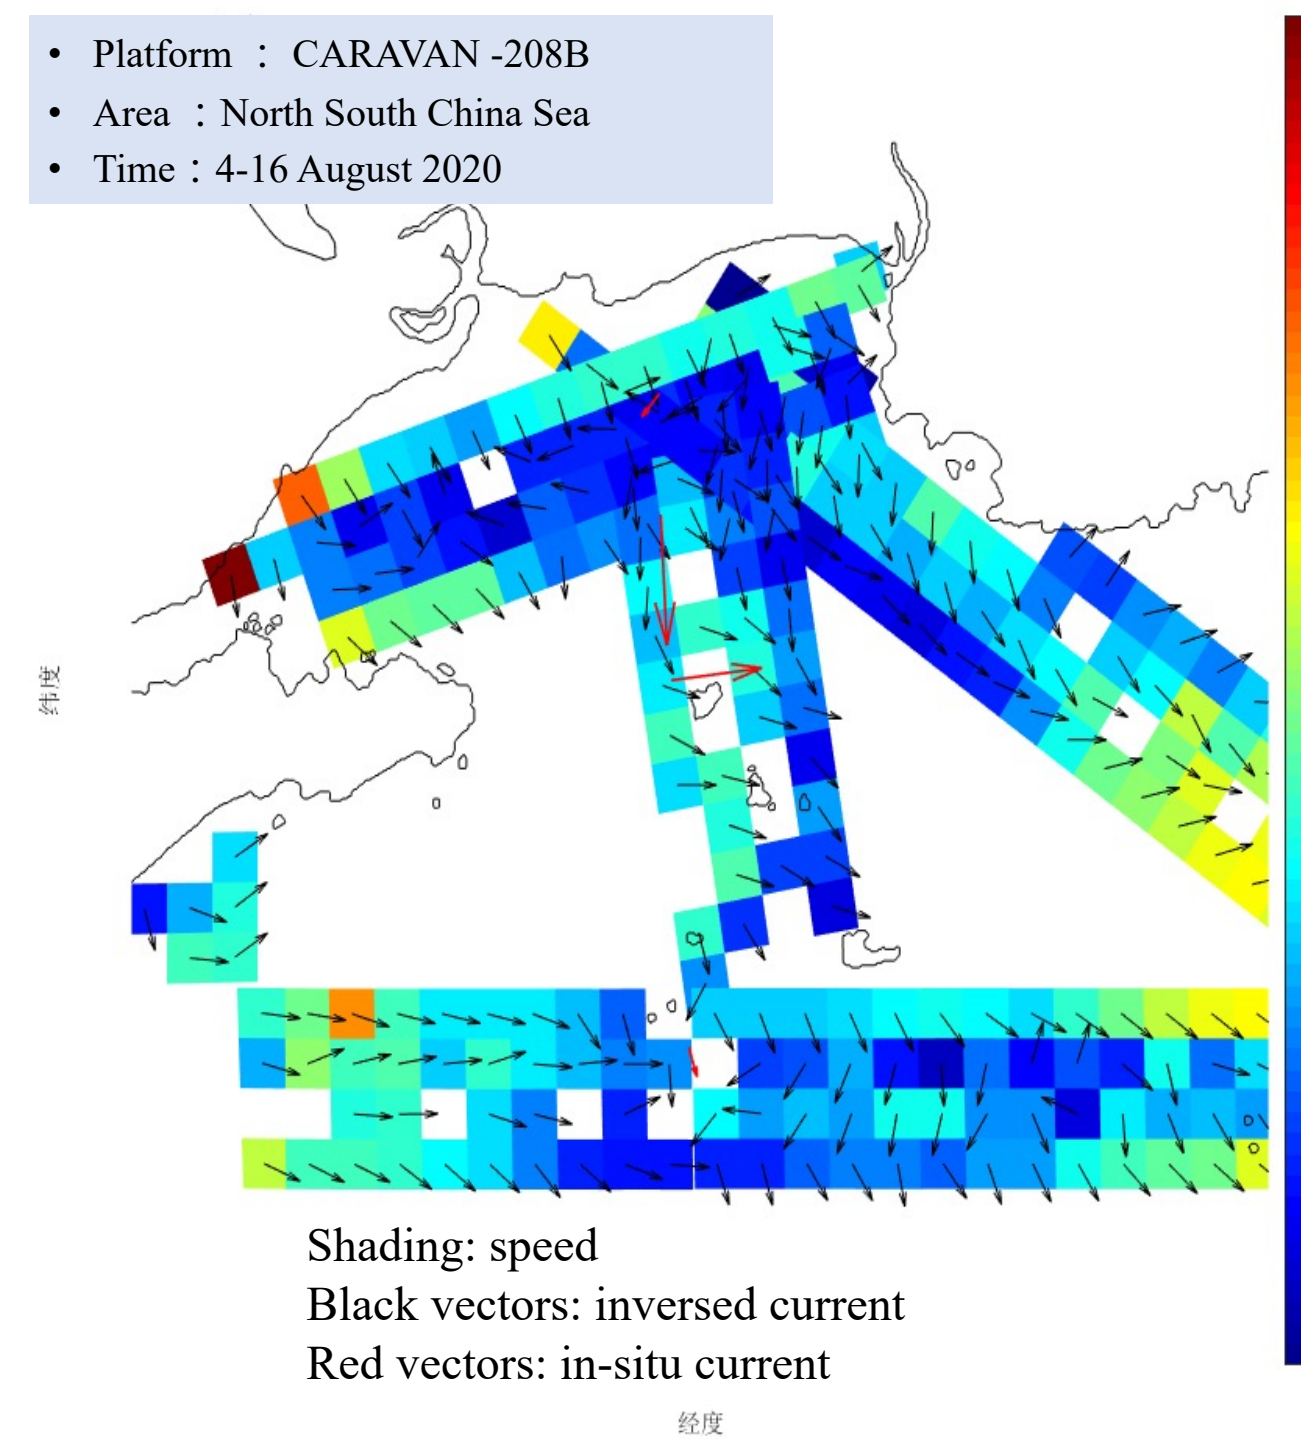 • Platform ： CARAVAN -208B
• Area ：North South China Sea
• Time：4-16 August 2020
纬度
Shading: speed
Black vectors: inversed current
Red vectors: in-situ current
经度